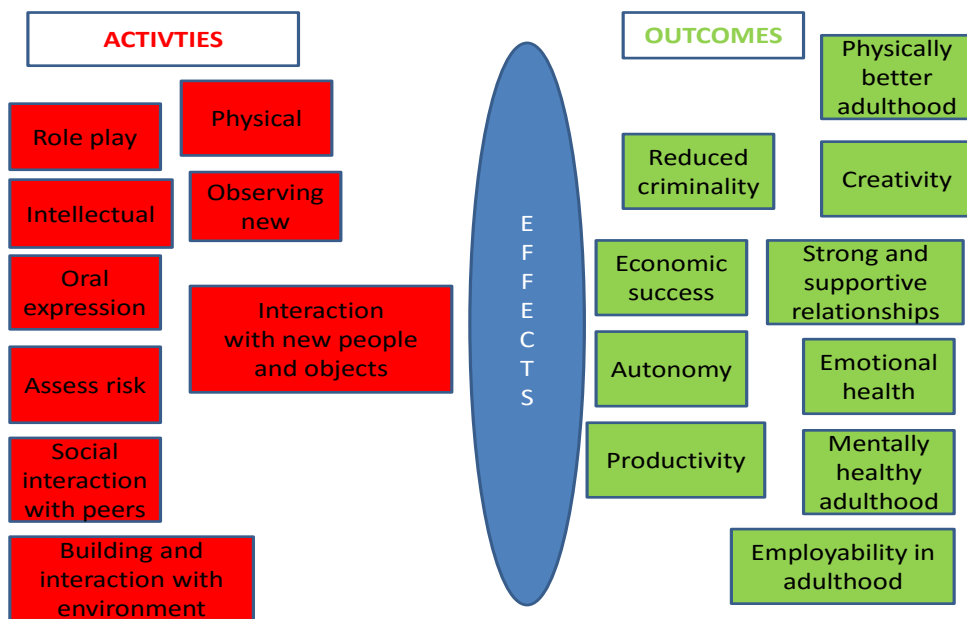 ACTIVTIES
Role play
Physical
Intellectual
Observing
new
Oral
expression
Interaction
with new people
and objects
Assess risk
Social
interaction
with peers
Building and
interaction with
environment
E
F
F
E
C
T
S
OUTCOMES
Physically
better
adulthood
Reduced
criminality
Creativity
Economic
success
Strong and
supportive
relationships
Autonomy
Emotional
health
Productivity
Mentally
healthy
adulthood
Employability in
adulthood